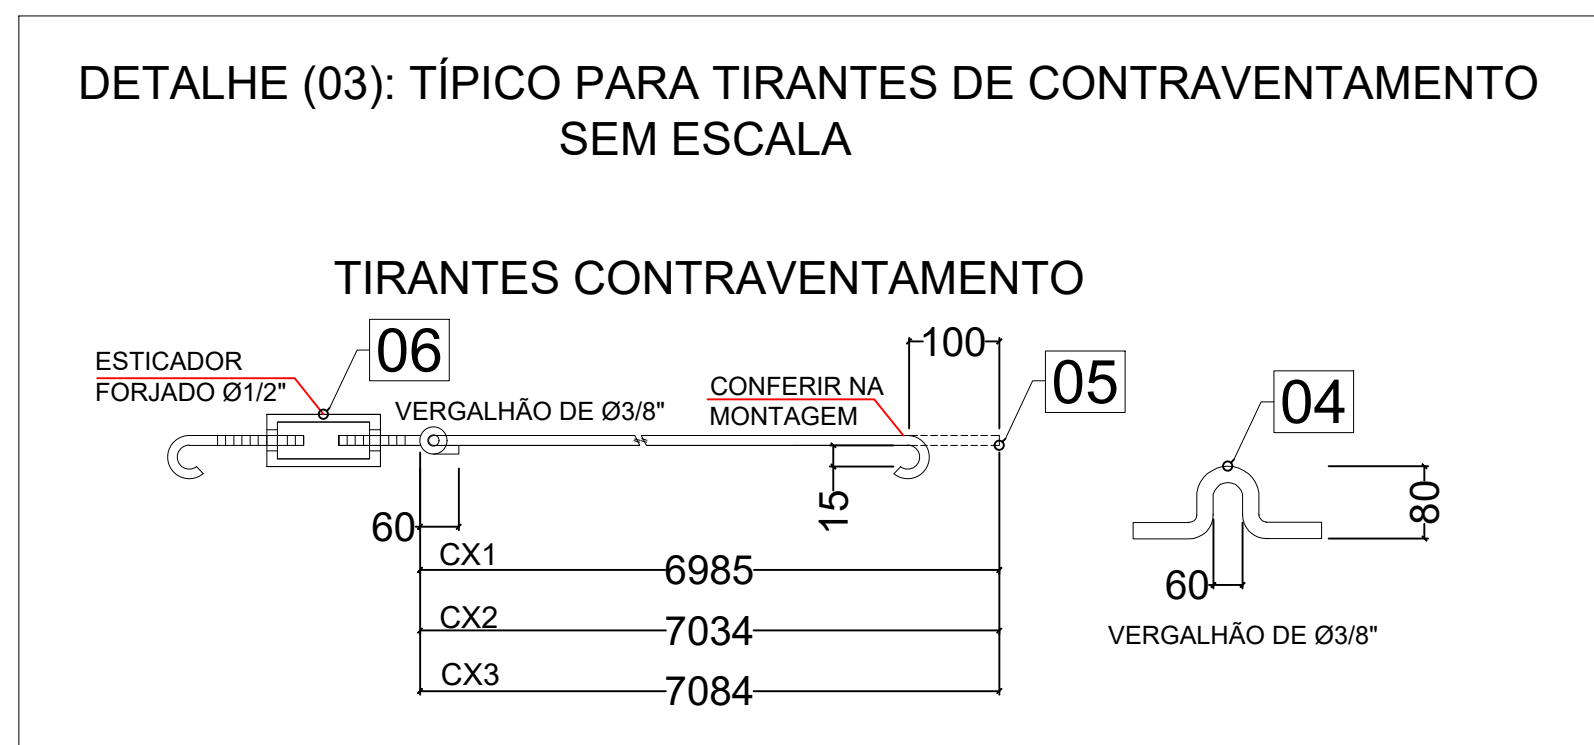 DETALHE (03): TÍPICO PARA TIRANTES DE CONTRAVENTAMENTO
SEM ESCALA
TIRANTES CONTRAVENTAMENTO
ESTICADOR
FORJADO Ø1/2"
06
VERGALHÃO DE Ø3/8"
CONFERIR NA
MONTAGEM
100
05
04
15
60
80
60
CX1
6985
CX2
7034
CX3
7084
VERGALHÃO DE Ø3/8"